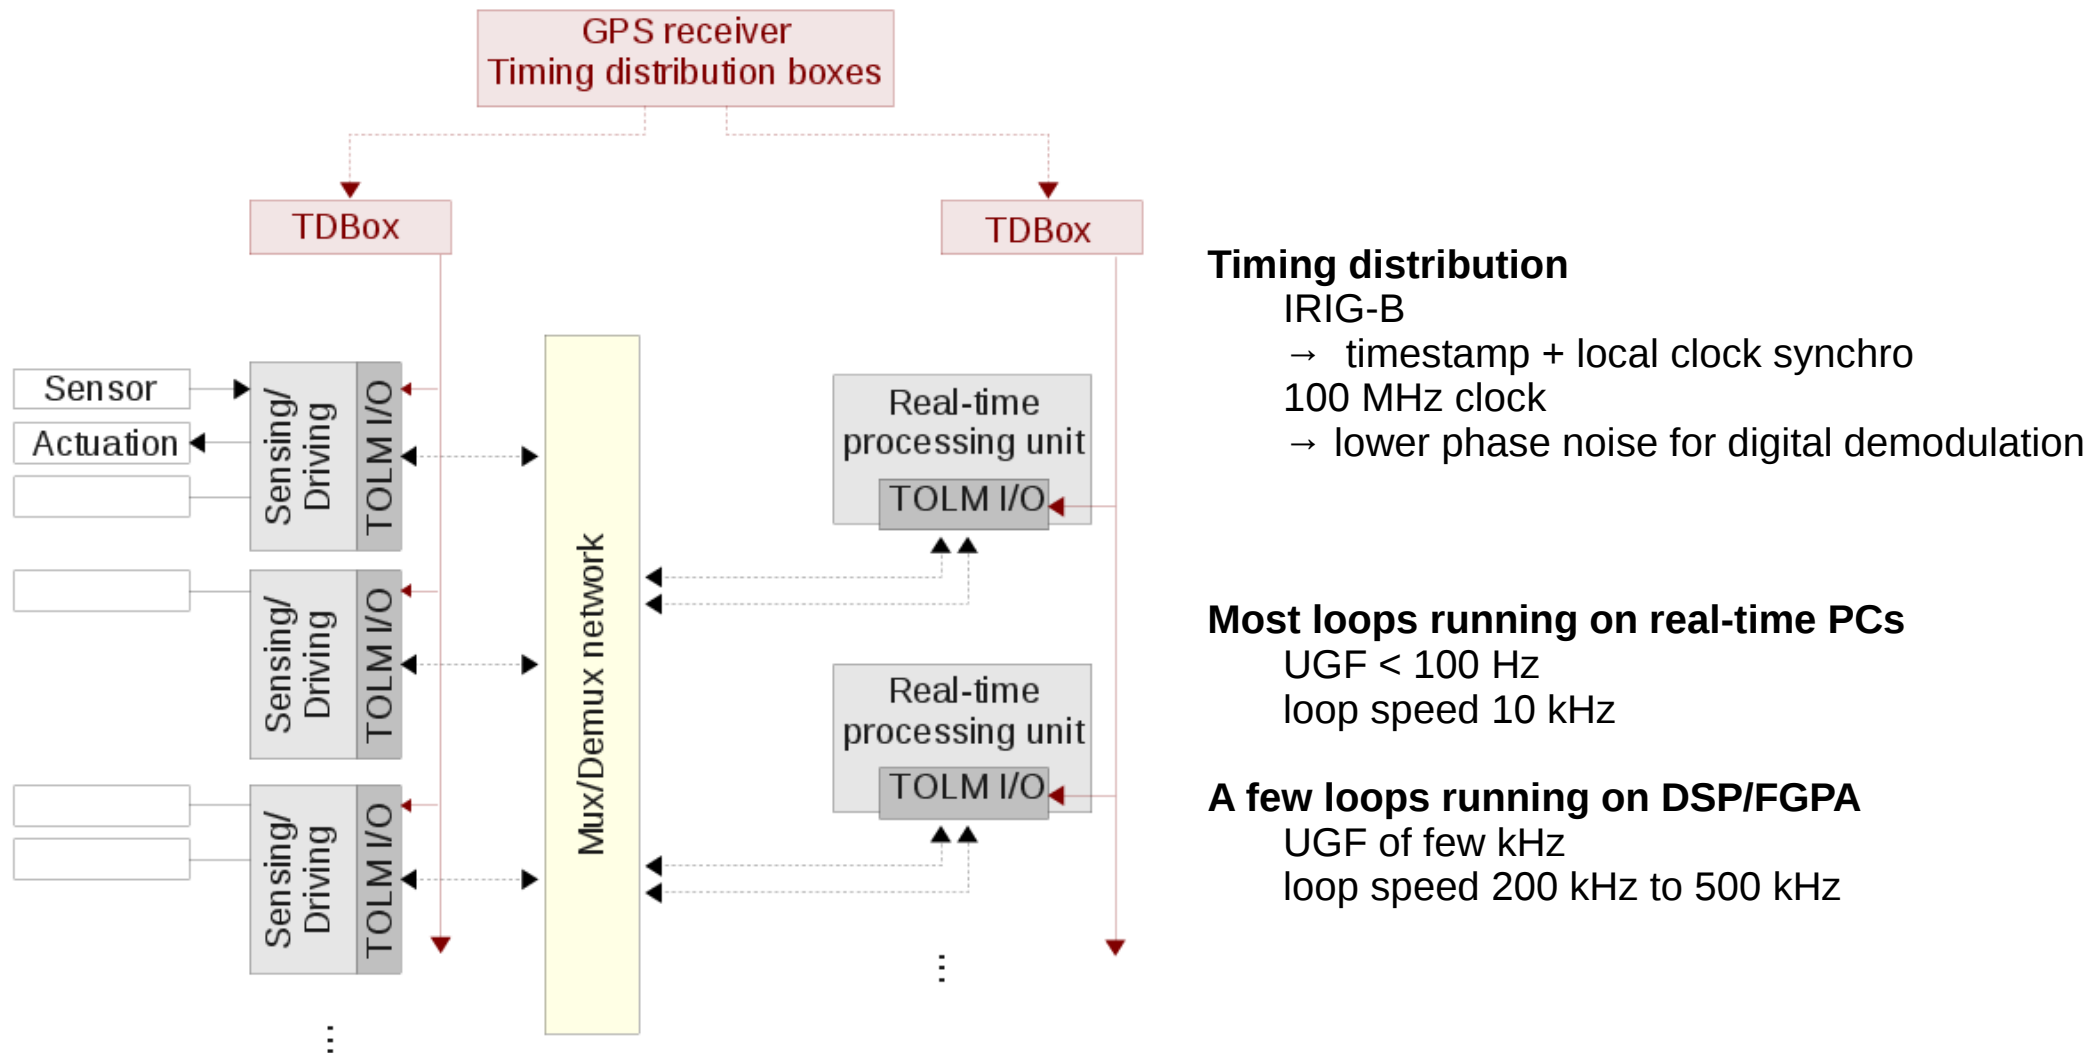 GPS receiver
Timing distribution boxes
TDBox
TDBox
Sensor
Actuation
Sensing/
Driving
TOLM I/O
Sensing/
Driving
TOLM I/O
Sensing/
Driving
TOLM I/O
...
Mux/Demux network
Real-time
processing unit
TOLM I/O
Real-time
processing unit
TOLM I/O
...
Timing distribution
IRIG-B
→ timestamp + local clock synchro
100 MHz clock
→ lower phase noise for digital demodulation
Most loops running on real-time PCs
UGF < 100 Hz
loop speed 10 kHz
A few loops running on DSP/FGPA
UGF of few kHz
loop speed 200 kHz to 500 kHz